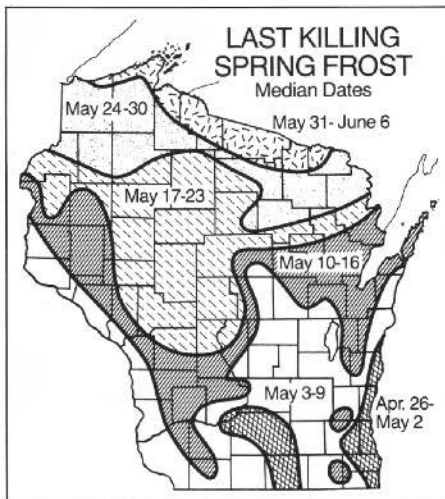 LAST KILLING
SPRING FROST
Median Dates
May 24-30
May 31- June 6
May 17-23
May 10-16
May 3-9
Apr. 26-
May 2